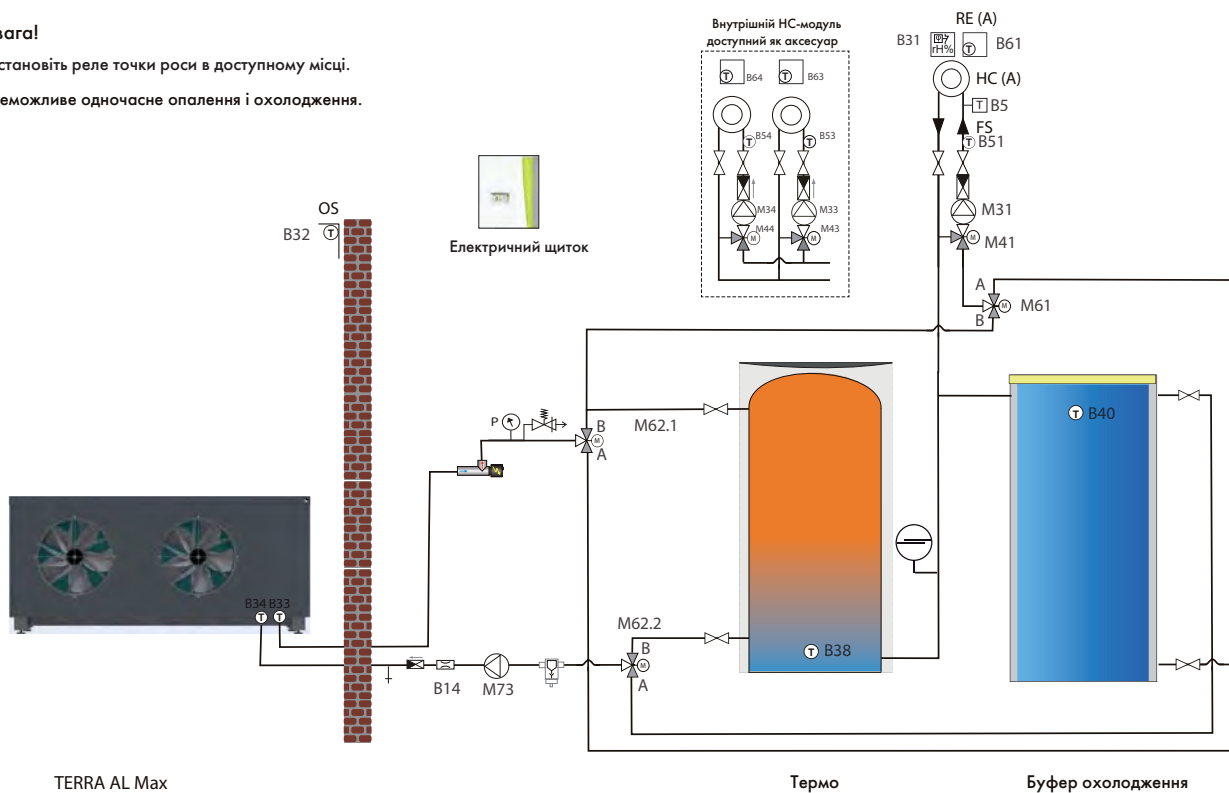 вага!
становіть реле точки роси в доступному місці.
еможливе одночасне опалення і охолодження.
Внутрішній НС-модуль
доступний як аксесуар
T B64
T B63
T B54
T B53
M34
M33
M44 M
M43 M
RE (A)
B31
rH%
T B61
HC (A)
T B5
FS
T B51
M31
M M41
A
B
M M61
OS
B32 T
Електричний щиток
P
B
M
A
M62.1
T B40
B34 B33
T T
B14
M73
M62.2
B
M
A
T B38
TERRA AL Max
Термо
Буфер охолодження